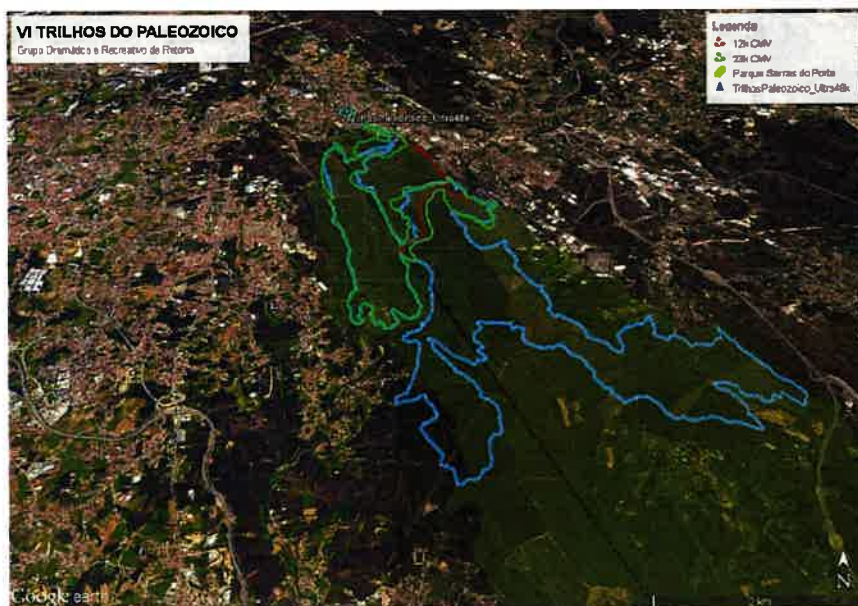 VI TRILHOS DO PALEOZOICO
Grupo Dramático e Recreativo de Retorta
Legenda
12k CMV
23k CMV
Parque Serras do Porto
TrilhosPaleozoico_Ultra48k
Google earth
N